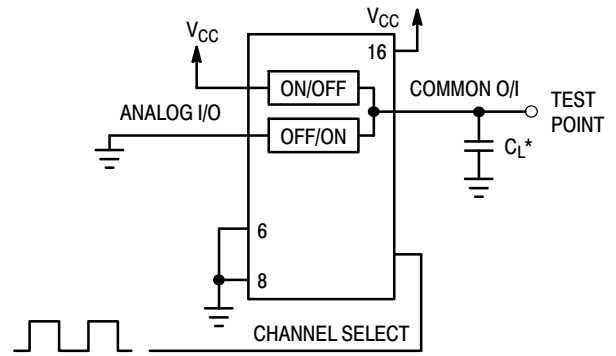 VCC
VCC
16
ON/OFF
COMMON O/I
TEST
POINT
ANALOG I/O
OFF/ON
CL*
6
8
CHANNEL SELECT